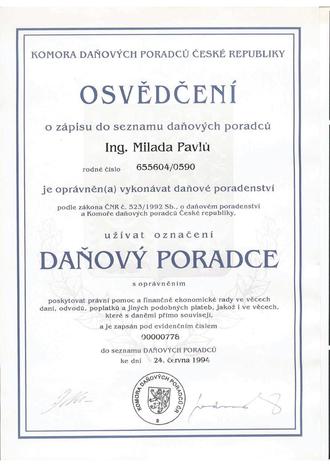 KOMORA DAŇOVÝCH PORADCŮ ČESKÉ REPUBLIKY
OSVĚDČENÍ
o zápisu do seznamu daňových poradců
Ing. Milada Pavlů
rodné číslo 655604/0590
je oprávněn(a) vykonávat daňové poradenství
podle zákona ČNR č. 523/1992 Sb., o daňovém poradenství
a Komoře daňových poradců České republiky,
užívat označení
DAŇOVÝ PORADCE
s oprávněním
poskytovat právní pomoc a finančně ekonomické rady ve věcech
daní, odvodů, poplatků a jiných podobných plateb, jakož i ve věcech,
které s daněmi přímo souvisejí,
a je zapsán pod evidenčním číslem
00000778
do seznamu DAŇOVÝCH PORADCŮ
ke dni 24. června 1994
KOMORA DAŇOVÝCH PORADCŮ ČR
8